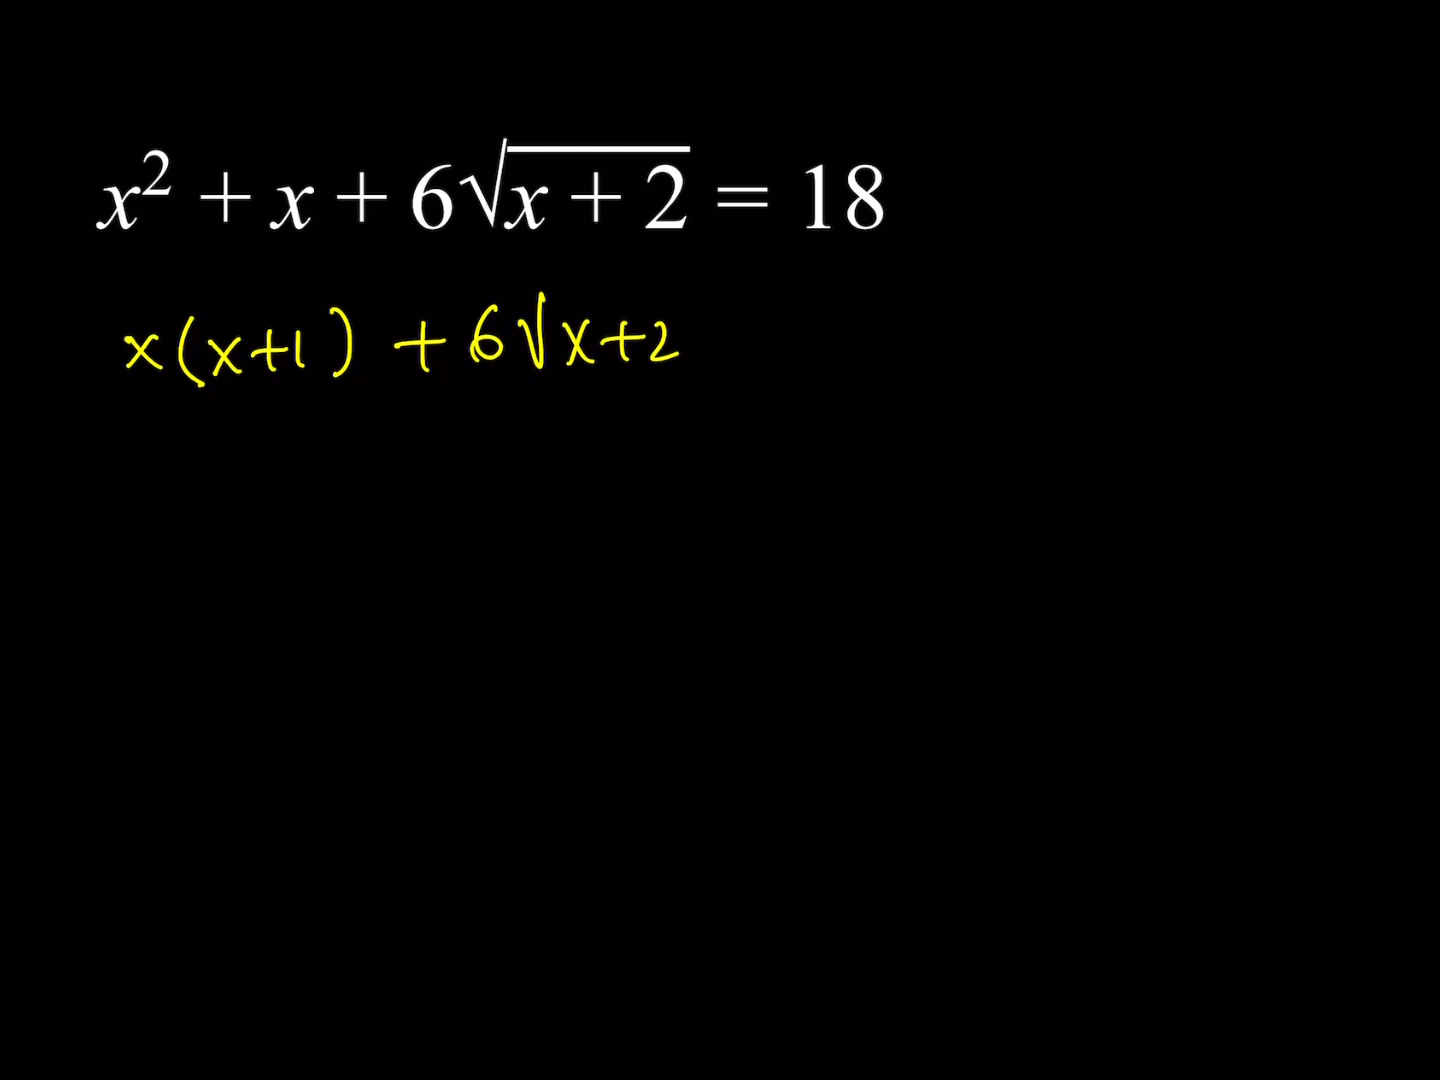 x² + x + 6√x + 2 = 18
x(x+1) + 6√x+2